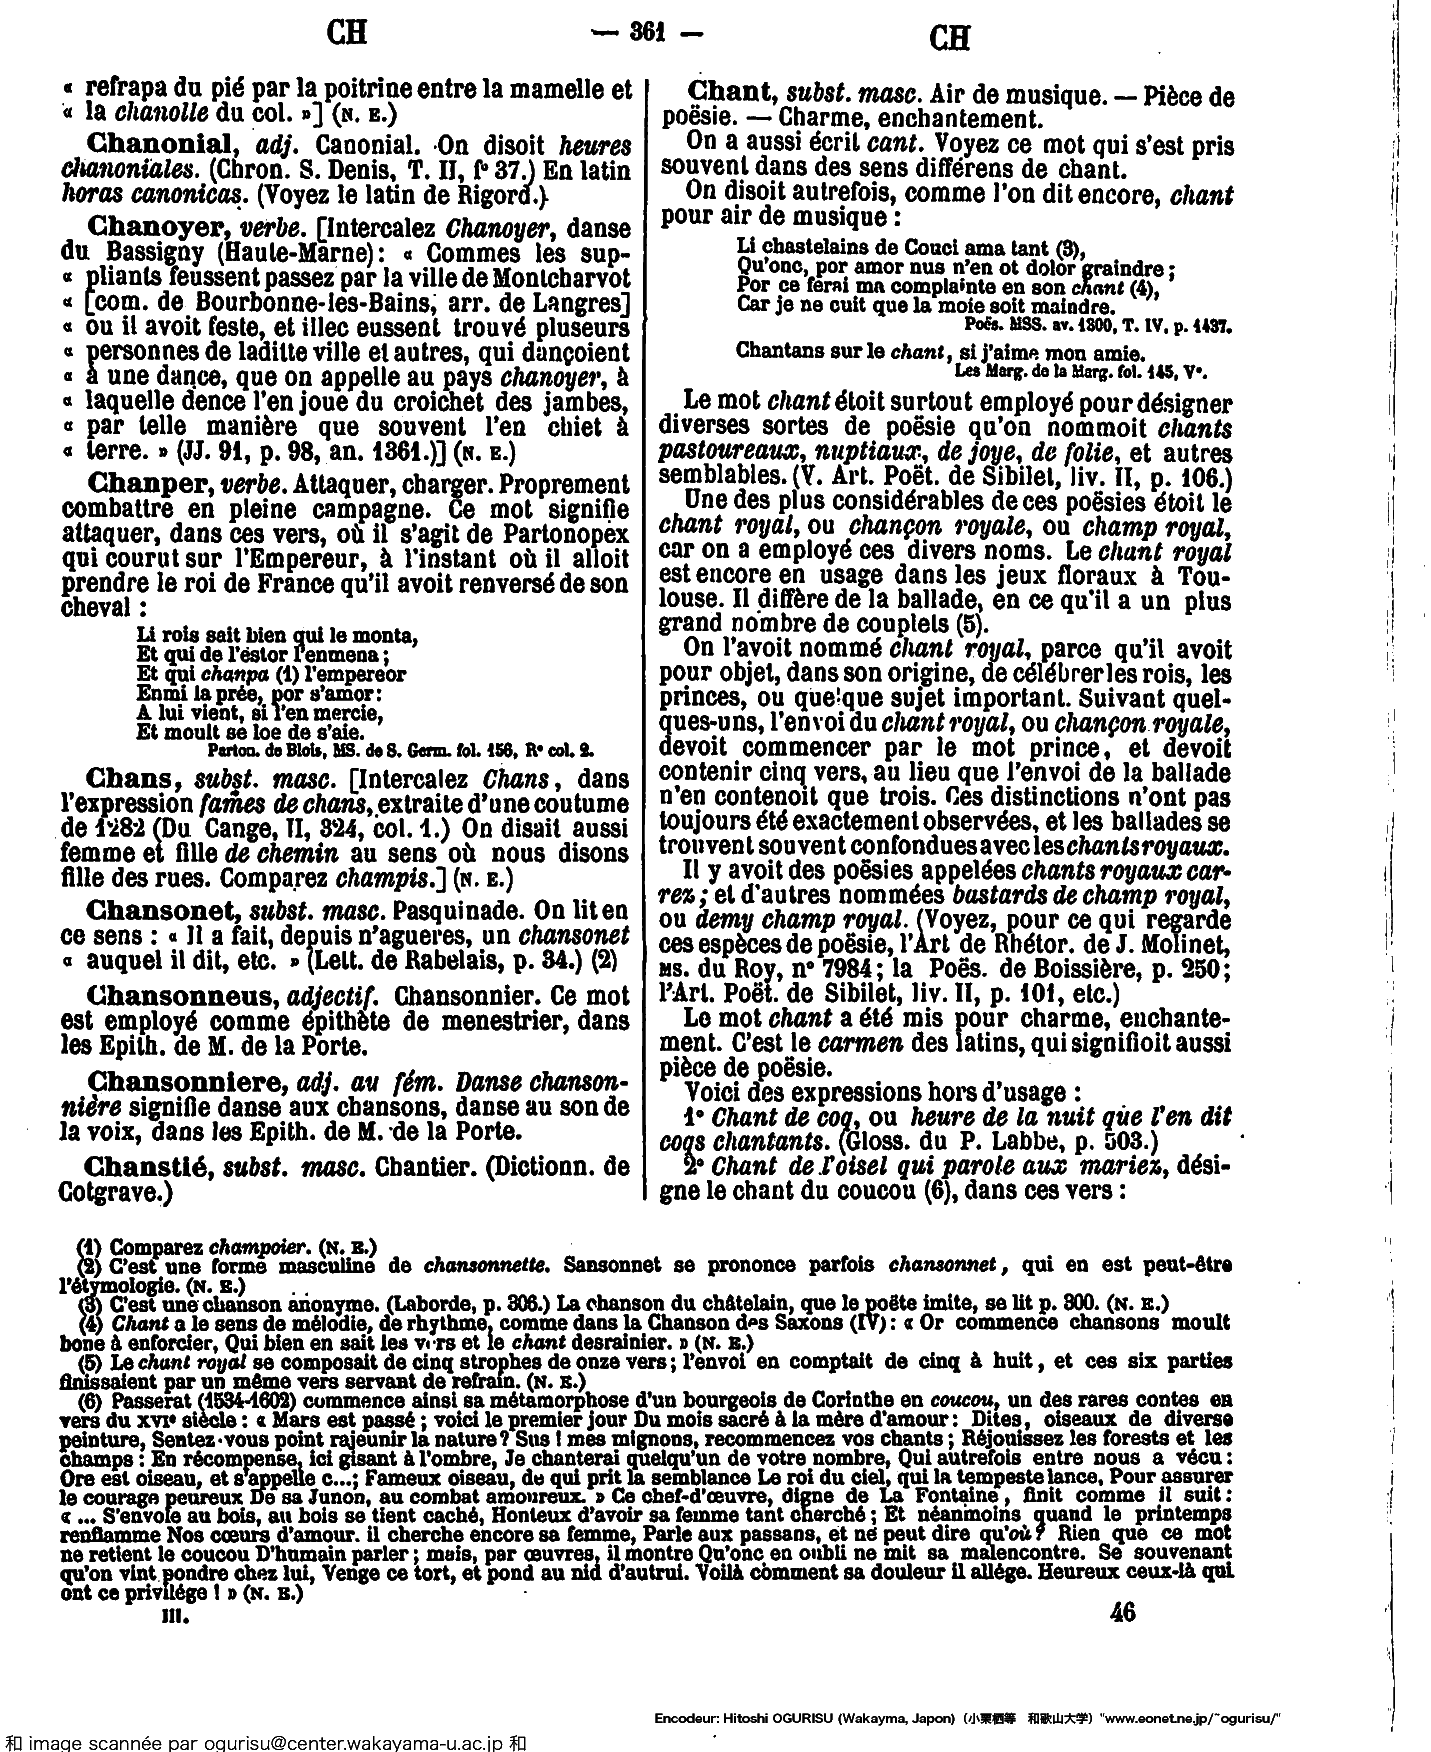 CH
— 361 —
CH
« refrapa du pié par la poitrine entre la mamelle et
« la chanolle du col. »] (N. E.)
Chanonial, adj. Canonial. On disoit heures
chanoniales. (Chron. S. Denis, T. II, f° 37.) En latin
horas canonicas. (Voyez le latin de Rigord.)
Chanoyer, verbe. [Intercalez Chanoyer, danse
du Bassigny (Haute-Marne): « Commes les sup-
« pliants feussent passez par la ville de Montcharvot
« [com. de Bourbonne-les-Bains, arr. de Langres]
« ou il avoit feste, et illec eussent trouvé pluseurs
« personnes de laditte ville et autres, qui dançoient
« a une dance, que on appelle au pays chanoyer, à
« laquelle dence l'en joue du croichet des jambes,
« par telle manière que souvent l'en chiet à
« terre. » (JJ. 91, p. 98, an. 1361.)] (N. E.)
Chanper, verbe. Attaquer, charger. Proprement
combattre en pleine campagne. Ce mot signifie
attaquer, dans ces vers, où il s'agit de Partonopex
qui courut sur l'Empereur, à l'instant où il alloit
prendre le roi de France qu'il avoit renversé de son
cheval :
Li rois sait bien qui le monta,
Et qui de l'estor l'enmena ;
Et qui chanpa (1) l'empereor
Enmi la prée, por s'amor:
A lui vient, si l'en mercie,
Et moult se loe de s'aie.
Parton. de Blois, MS. de S. Germ. fol. 156, R° col. 2.
Chans, subst. masc. [Intercalez Chans, dans
l'expression fames de chans, extraite d'une coutume
de 1282 (Du Cange, II, 324, col. 1.) On disait aussi
femme et fille de chemin au sens où nous disons
fille des rues. Comparez champis.] (N. E.)
Chansonet, subst. masc. Pasquinade. On lit en
ce sens : « Il a fait, depuis n'agueres, un chansonet
« auquel il dit, etc. » (Lett. de Rabelais, p. 34.) (2)
Chansonneus, adjectif. Chansonnier. Ce mot
est employé comme épithète de menestrier, dans
les Epith. de M. de la Porte.
Chansonniere, adj. au fém. Danse chanson-
nière signifie danse aux chansons, danse au son de
la voix, dans les Epith. de M. de la Porte.
Chanstié, subst. masc. Chantier. (Dictionn. de
Cotgrave.)
Chant, subst. masc. Air de musique. — Pièce de
poësie. — Charme, enchantement.
On a aussi écrit cant. Voyez ce mot qui s'est pris
souvent dans des sens différens de chant.
On disoit autrefois, comme l'on dit encore, chant
pour air de musique :
Li chastelains de Couci ama tant (3),
Qu'onc, por amor nus n'en ot dolor graindre ;
Por ce ferai ma complainte en son chant (4),
Car je ne cuit que la moie soit maindre.
Poës. MSS. av. 1300, T. IV, p. 1437.
Chantans sur le chant, si j'aime mon amie.
Les Marg. de la Marg. fol. 145, V°.
Le mot chant étoit surtout employé pour désigner
diverses sortes de poësie qu'on nommoit chants
pastoureaux, nuptiaux, de joye, de folie, et autres
semblables. (V. Art. Poët. de Sibilet, liv. II, p. 106.)
Une des plus considérables de ces poësies étoit le
chant royal, ou chançon royale, ou champ royal,
car on a employé ces divers noms. Le chant royal
est encore en usage dans les jeux floraux à Tou-
louse. Il diffère de la ballade, en ce qu'il a un plus
grand nombre de couplets (5).
On l'avoit nommé chant royal, parce qu'il avoit
pour objet, dans son origine, de célébrer les rois, les
princes, ou quelque sujet important. Suivant quel-
ques-uns, l'envoi du chant royal, ou chançon royale,
devoit commencer par le mot prince, et devoit
contenir cinq vers, au lieu que l'envoi de la ballade
n'en contenoit que trois. Ces distinctions n'ont pas
toujours été exactement observées, et les ballades se
trouvent souvent confondues avec les chants royaux.
Il y avoit des poësies appelées chants royaux car-
rez ; et d'autres nommées bastards de champ royal,
ou demy champ royal. (Voyez, pour ce qui regarde
ces espèces de poësie, l'Art de Rhétor. de J. Molinet,
MS. du Roy, n° 7984 ; la Poës. de Boissière, p. 250 ;
l'Art. Poët. de Sibilet, liv. II, p. 101, etc.)
Le mot chant a été mis pour charme, enchante-
ment. C'est le carmen des latins, qui signifioit aussi
pièce de poësie.
Voici des expressions hors d'usage :
1° Chant de coq, ou heure de la nuit que l'en dit
coqs chantants. (Gloss. du P. Labbe, p. 503.)
2° Chant de l'oisel qui parole aux mariez, dési-
gne le chant du coucou (6), dans ces vers :
(1) Comparez champoier. (N. E.)
(2) C'est une forme masculine de chansonnette. Sansonnet se prononce parfois chansonnet, qui en est peut-être
l'étymologie. (N. E.)
(3) C'est une chanson anonyme. (Laborde, p. 306.) La chanson du châtelain, que le poëte imite, se lit p. 300. (N. E.)
(4) Chant a le sens de mélodie, de rhythme, comme dans la Chanson des Saxons (IV) : « Or commence chansons moult
bone à enforcier, Qui bien en sait les vers et le chant desrainier. » (N. E.)
(5) Le chant royal se composait de cinq strophes de onze vers ; l'envoi en comptait de cinq à huit, et ces six parties
finissaient par un même vers servant de refrain. (N. E.)
(6) Passerat (1534-1602) commence ainsi sa métamorphose d'un bourgeois de Corinthe en coucou, un des rares contes en
vers du XVIe siècle : « Mars est passé ; voici le premier jour Du mois sacré à la mère d'amour : Dites, oiseaux de diverse
peinture, Sentez-vous point rajeunir la nature ? Sus ! mes mignons, recommencez vos chants ; Réjouissez les forests et les
champs : En récompense, ici gisant à l'ombre, Je chanterai quelqu'un de votre nombre, Qui autrefois entre nous a vécu :
Ore est oiseau, et s'appelle c...; Fameux oiseau, de qui prit la semblance Le roi du ciel, qui la tempeste lance, Pour assurer
le courage peureux De sa Junon, au combat amoureux. » Ce chef-d'œuvre, digne de La Fontaine, finit comme il suit :
« ... S'envole au bois, au bois se tient caché, Honteux d'avoir sa femme tant cherché ; Et néanmoins quand le printemps
renflamme Nos cœurs d'amour, il cherche encore sa femme, Parle aux passans, et ne peut dire qu'où ? Rien que ce mot
ne retient le coucou D'humain parler ; mais, par œuvres, il montre Qu'onc en oubli ne mit sa malencontre. Se souvenant
qu'on vint pondre chez lui, Venge ce tort, et pond au nid d'autrui. Voilà comment sa douleur il allége. Heureux ceux-là qui
ont ce privilége ! » (N. E.)
III.
46
Encodeur: Hitoshi OGURISU (Wakayma, Japon) (小栗栖等 和歌山大学) "www.eonet.ne.jp/~ogurisu/"
和 image scannée par ogurisu@center.wakayama-u.ac.jp 和